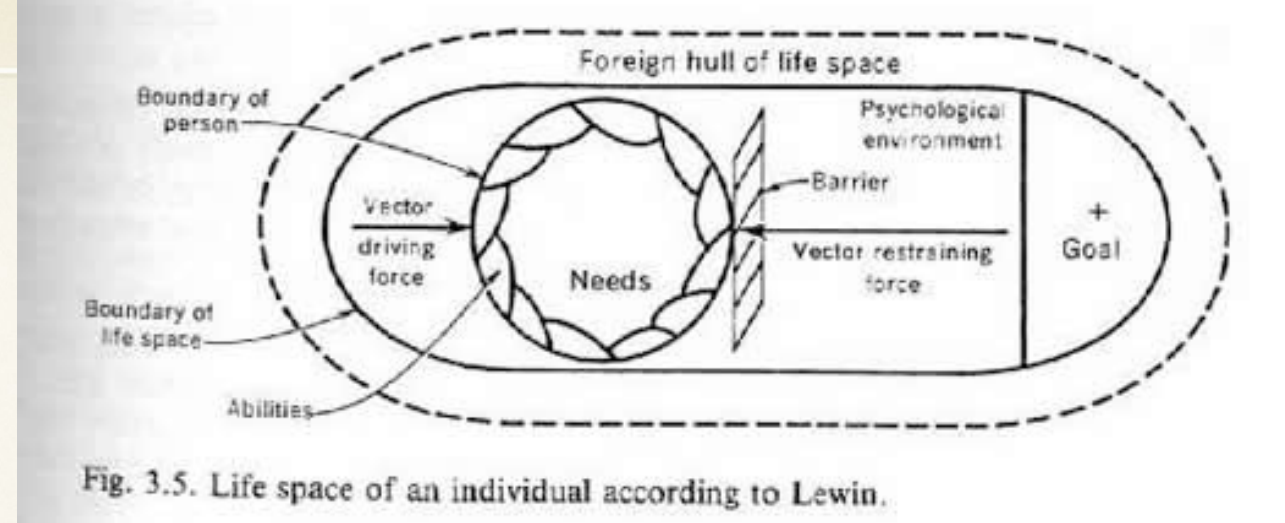 Foreign hull of life space
Boundary of
person
Psychological
environment
Barrier
Vector
driving
force
+
Goal
Vector restraining
force
Needs
Boundary of
life space
Abilities
Fig. 3.5. Life space of an individual according to Lewin.